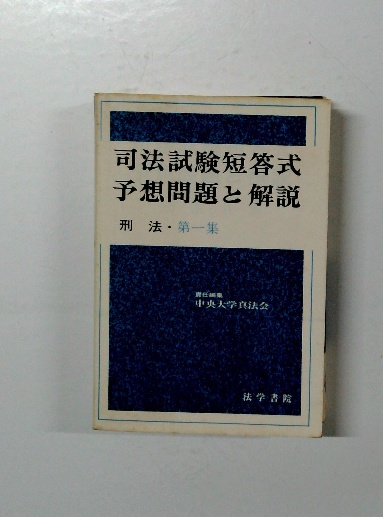 司法試験短答式
予想問題と解説
刑法・第一集
責任編集
中央大学真法会
法学書院